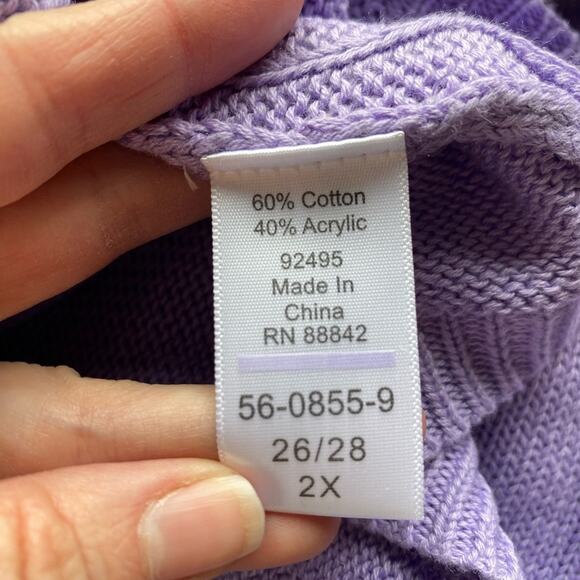 60% Cotton
40% Acrylic
92495
Made In
China
RN 88842
56-0855-9
26/28
2X